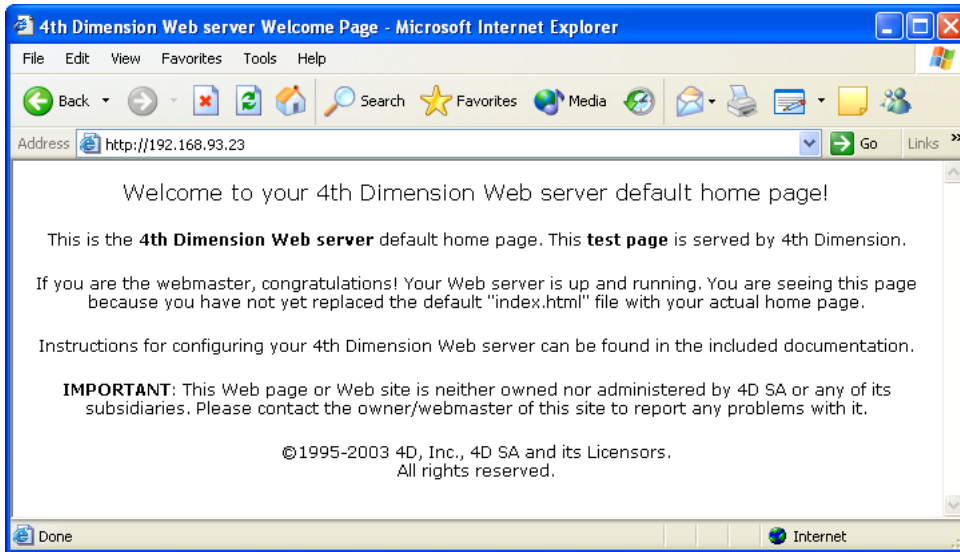 4th Dimension Web server Welcome Page - Microsoft Internet Explorer
File Edit View Favorites Tools Help
Back Search Favorites Media
Address http://192.168.93.23 Go Links »
Welcome to your 4th Dimension Web server default home page!
This is the 4th Dimension Web server default home page. This test page is served by 4th Dimension.
If you are the webmaster, congratulations! Your Web server is up and running. You are seeing this page
because you have not yet replaced the default "index.html" file with your actual home page.
Instructions for configuring your 4th Dimension Web server can be found in the included documentation.
IMPORTANT: This Web page or Web site is neither owned nor administered by 4D SA or any of its
subsidiaries. Please contact the owner/webmaster of this site to report any problems with it.
©1995-2003 4D, Inc., 4D SA and its Licensors.
All rights reserved.
Done Internet